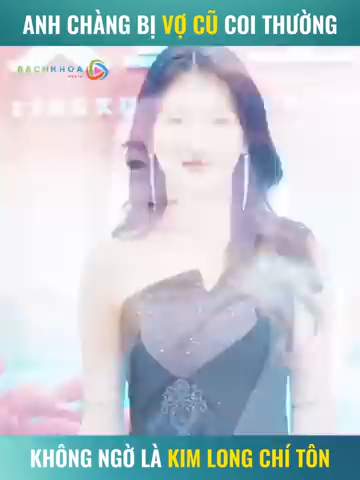 ANH CHÀNG BỊ VỢ CŨ COI THƯỜNG
BACHKHOA
KHÔNG NGỜ LÀ KIM LONG CHÍ TÔN